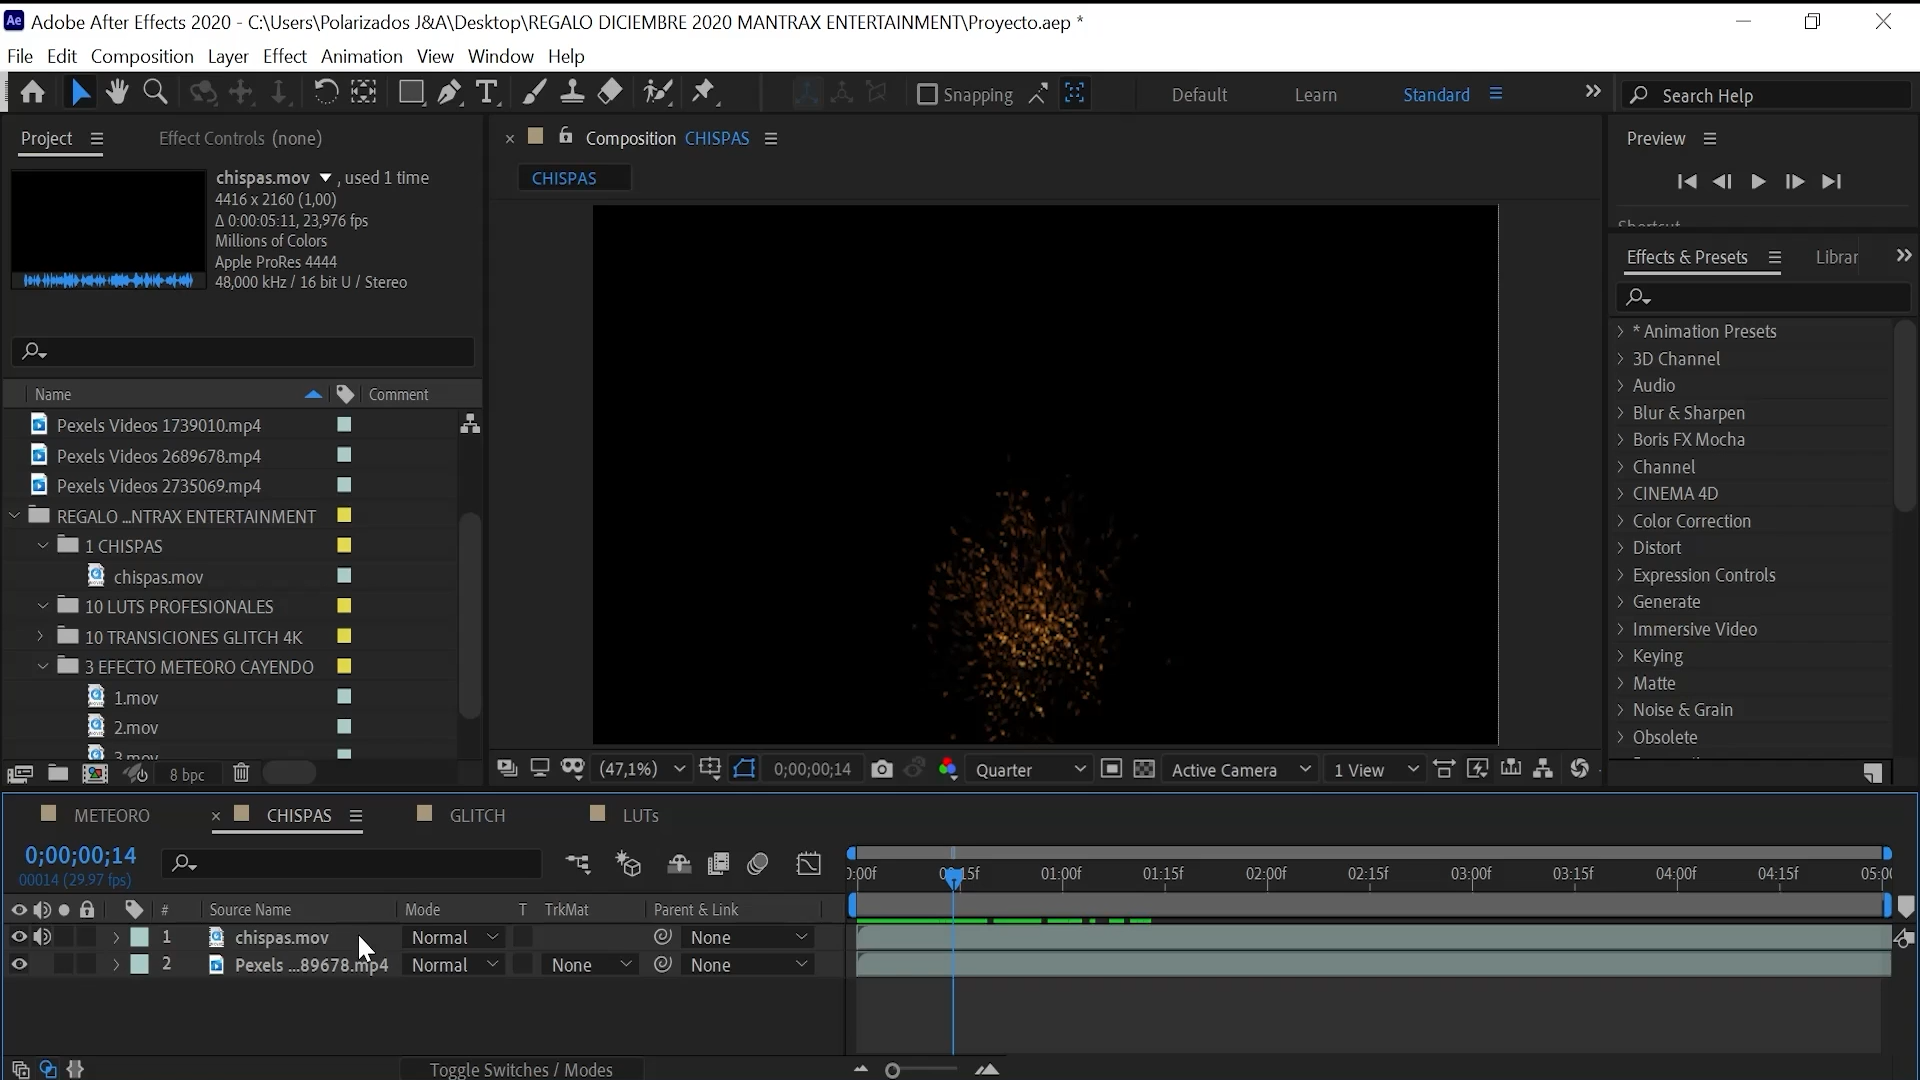 Ae Adobe After Effects 2020 - C:\Users\Polarizados J&A\Desktop\REGALO DICIEMBRE 2020 MANTRAX ENTERTAINMENT\Proyecto.aep *
File Edit Composition Layer Effect Animation View Window Help
Snapping Default Learn Standard Search Help
Project Effect Controls (none)
Composition CHISPAS
Preview
chispas.mov , used 1 time
4416 x 2160 (1,00)
Δ 0:00:05:11, 23,976 fps
Millions of Colors
Apple ProRes 4444
48,000 kHz / 16 bit U / Stereo
CHISPAS
Shortcut
Effects & Presets Librar
Name Comment
Pexels Videos 1739010.mp4
Pexels Videos 2689678.mp4
Pexels Videos 2735069.mp4
REGALO ...NTRAX ENTERTAINMENT
1 CHISPAS
chispas.mov
10 LUTS PROFESIONALES
10 TRANSICIONES GLITCH 4K
3 EFECTO METEORO CAYENDO
1.mov
2.mov
3.mov
8 bpc
* Animation Presets
3D Channel
Audio
Blur & Sharpen
Boris FX Mocha
Channel
CINEMA 4D
Color Correction
Distort
Expression Controls
Generate
Immersive Video
Keying
Matte
Noise & Grain
Obsolete
(47,1%) 0;00;00;14 Quarter Active Camera 1 View
METEORO CHISPAS GLITCH LUTs
0;00;00;14
00014 (29.97 fps)
0:00f 00:15f 01:00f 01:15f 02:00f 02:15f 03:00f 03:15f 04:00f 04:15f 05:00
# Source Name Mode T TrkMat Parent & Link
1 chispas.mov Normal None
2 Pexels ...89678.mp4 Normal None None
Toggle Switches / Modes